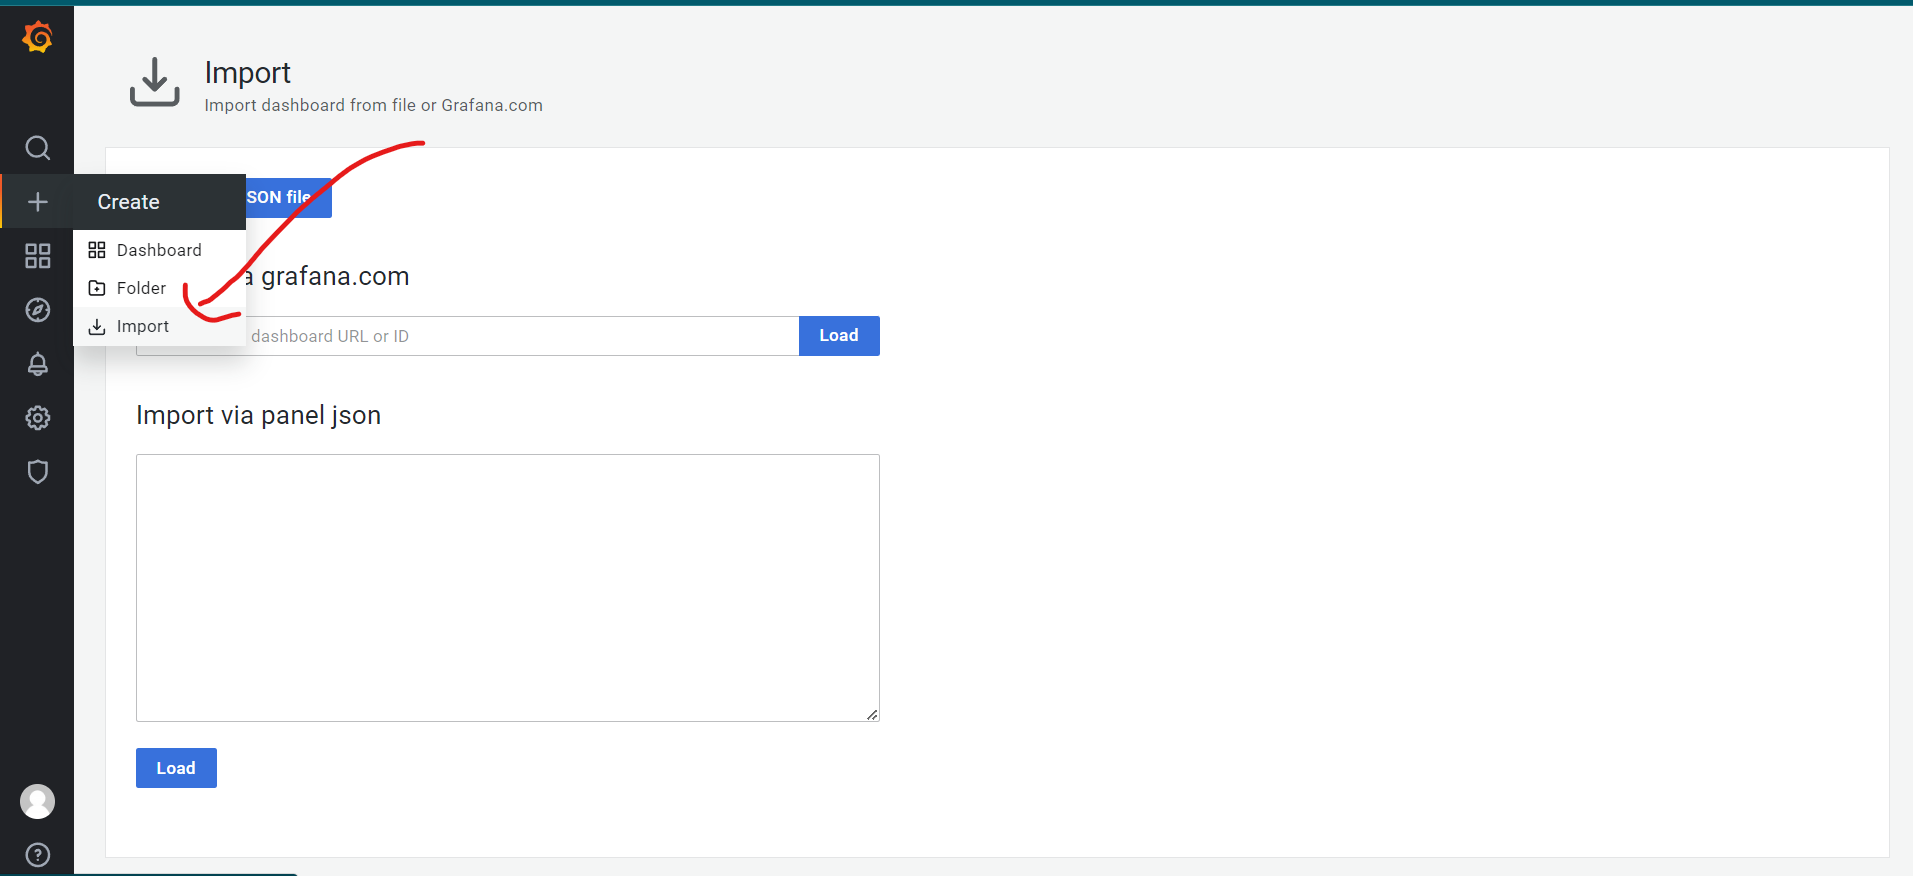 Import
Import dashboard from file or Grafana.com
Create
SON file
Dashboard
a grafana.com
Folder
Import
dashboard URL or ID
Load
Import via panel json
Load